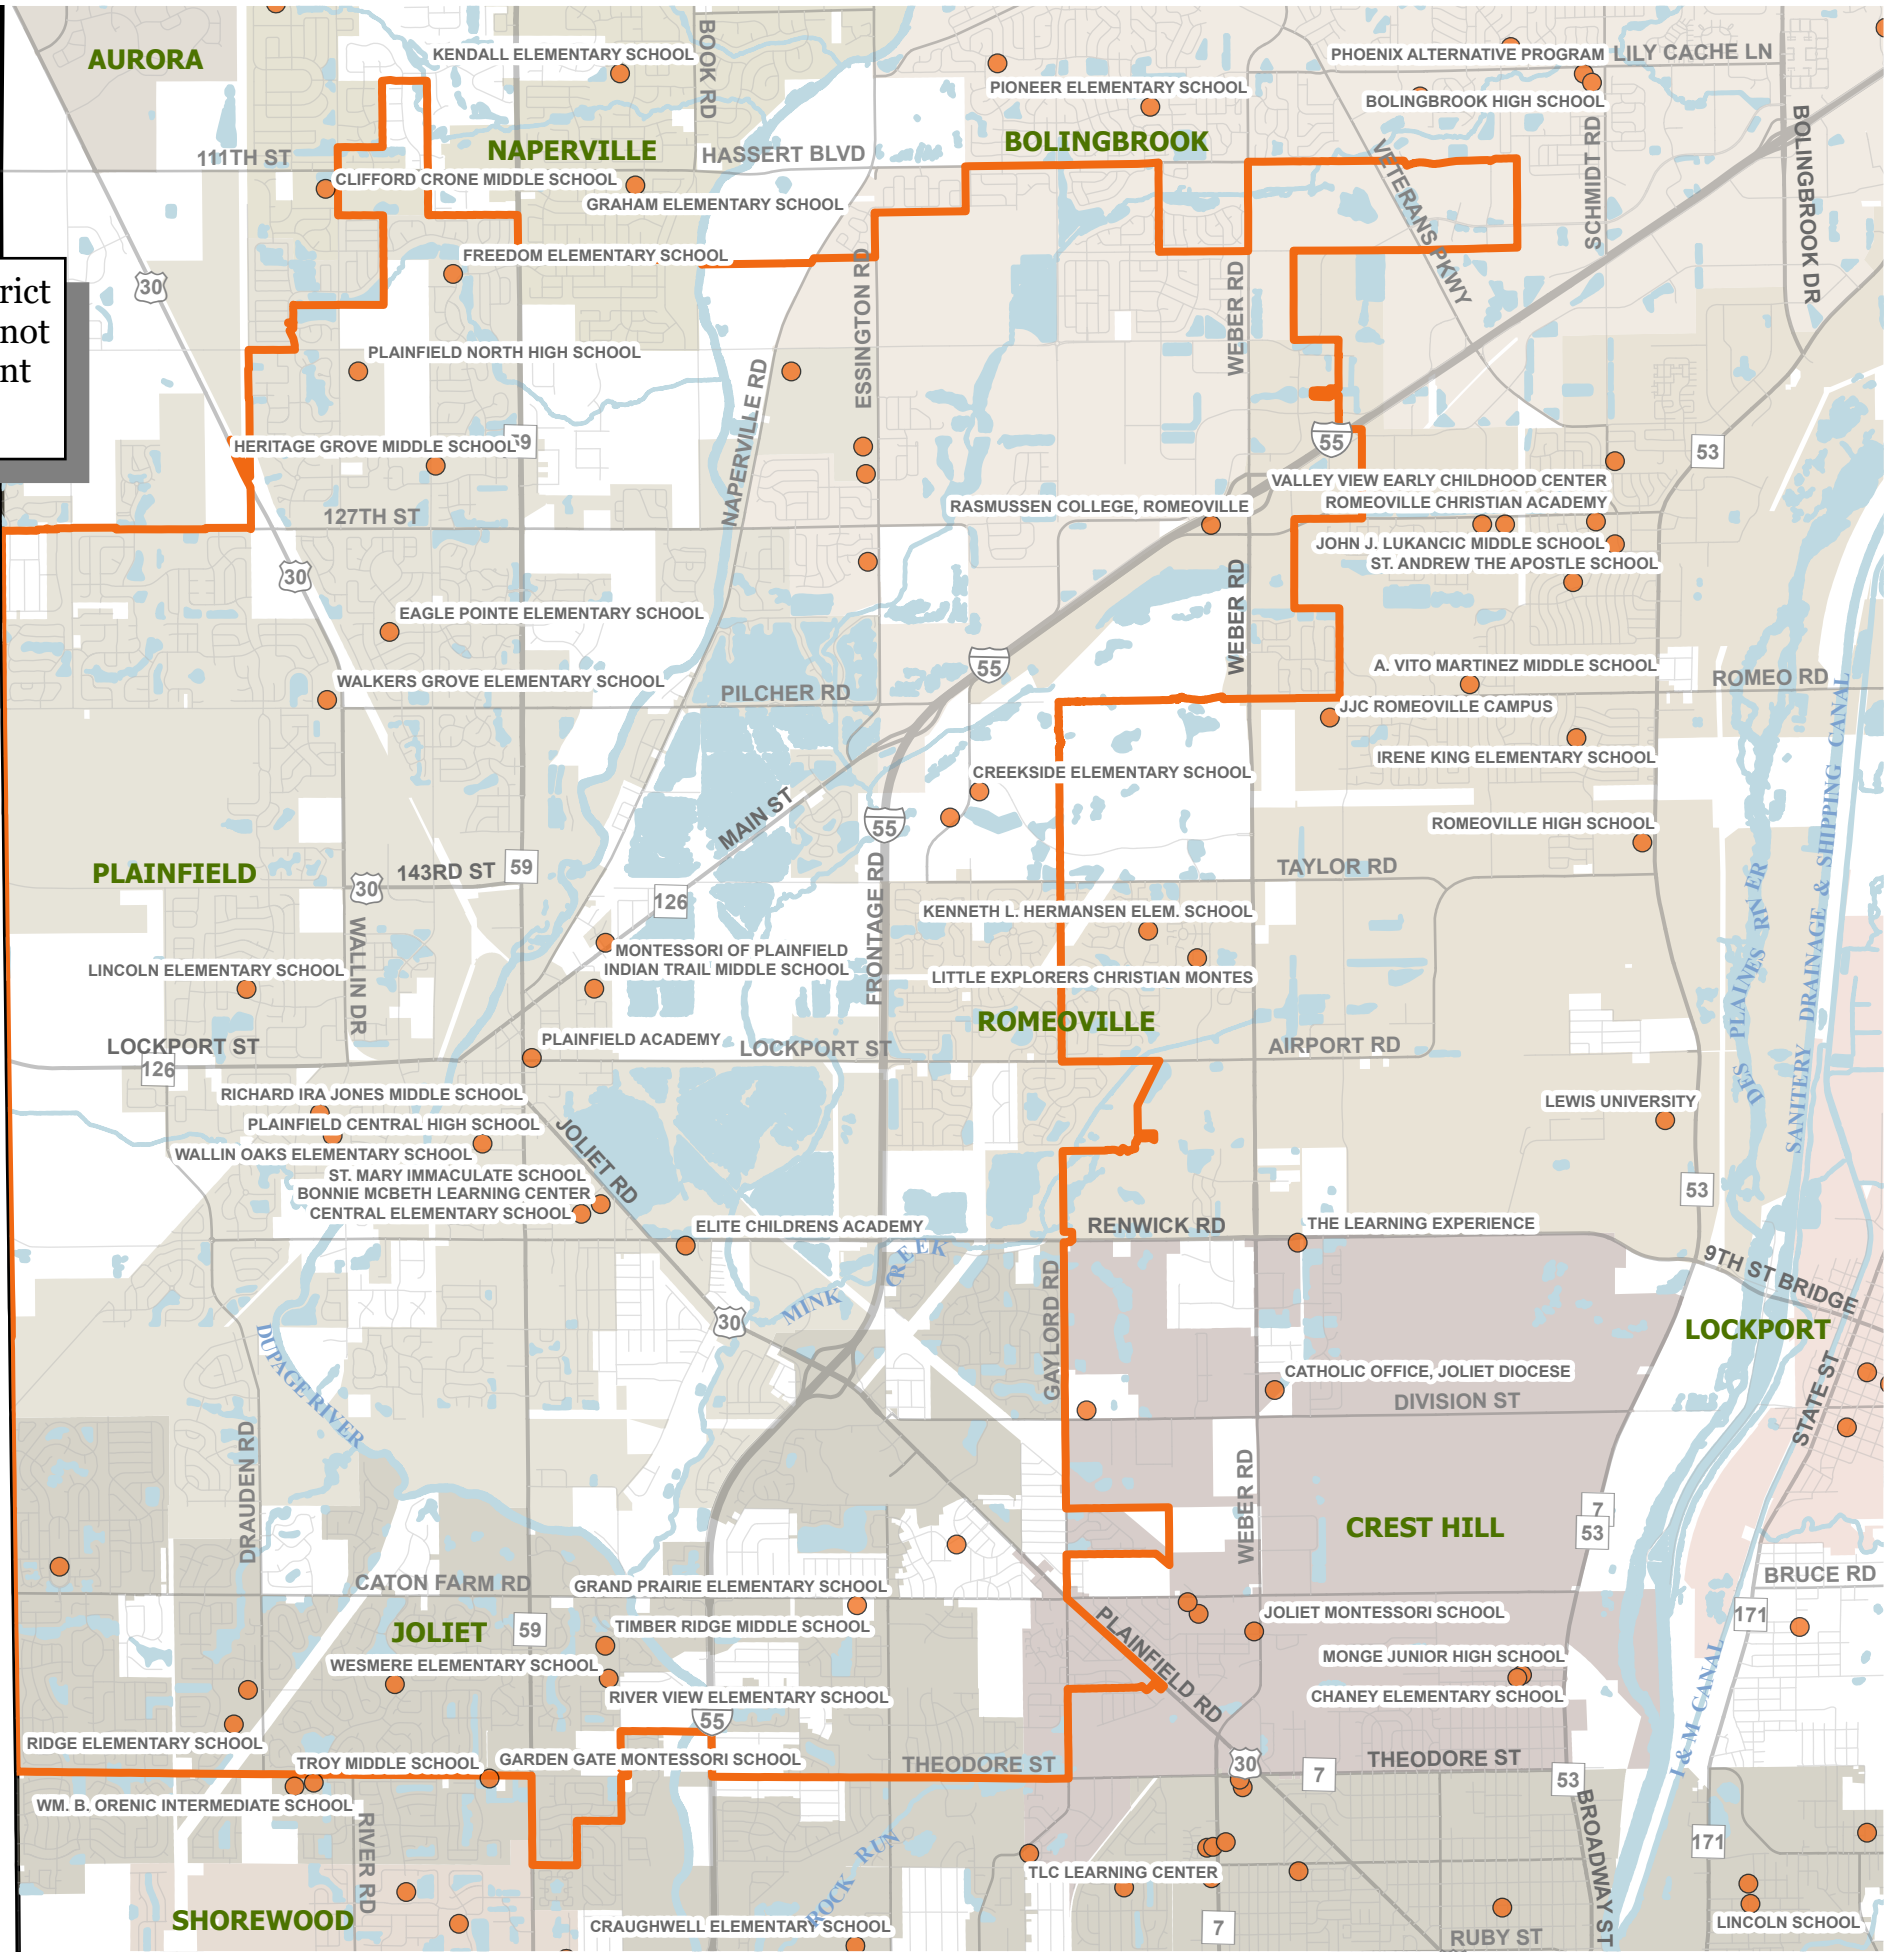 AURORA
KENDALL ELEMENTARY SCHOOL
BOOK RD
PHOENIX ALTERNATIVE PROGRAM
LILY CACHE LN
PIONEER ELEMENTARY SCHOOL
BOLINGBROOK HIGH SCHOOL
BOLINGBROOK DR
SCHMIDT RD
VETERANS PKWY
BOLINGBROOK
NAPERVILLE
HASSERT BLVD
111TH ST
CLIFFORD CRONE MIDDLE SCHOOL
GRAHAM ELEMENTARY SCHOOL
FREEDOM ELEMENTARY SCHOOL
30
rict
not
nt
ESSINGTON RD
WEBER RD
PLAINFIELD NORTH HIGH SCHOOL
NAPERVILLE RD
HERITAGE GROVE MIDDLE SCHOOL
59
55
53
VALLEY VIEW EARLY CHILDHOOD CENTER
ROMEOVILLE CHRISTIAN ACADEMY
RASMUSSEN COLLEGE, ROMEOVILLE
127TH ST
JOHN J. LUKANCIC MIDDLE SCHOOL
ST. ANDREW THE APOSTLE SCHOOL
30
WEBER RD
EAGLE POINTE ELEMENTARY SCHOOL
55
A. VITO MARTINEZ MIDDLE SCHOOL
ROMEO RD
WALKERS GROVE ELEMENTARY SCHOOL
PILCHER RD
JJC ROMEOVILLE CAMPUS
IRENE KING ELEMENTARY SCHOOL
CREEKSIDE ELEMENTARY SCHOOL
MAIN ST
55
ROMEOVILLE HIGH SCHOOL
PLAINFIELD
143RD ST
59
30
TAYLOR RD
126
FRONTAGE RD
WALLIN DR
KENNETH L. HERMANSEN ELEM. SCHOOL
DES PLAINES RIVER
SANITERY DRAINAGE & SHIPPING CANAL
MONTESSORI OF PLAINFIELD
INDIAN TRAIL MIDDLE SCHOOL
LINCOLN ELEMENTARY SCHOOL
LITTLE EXPLORERS CHRISTIAN MONTES
ROMEOVILLE
PLAINFIELD ACADEMY
LOCKPORT ST
LOCKPORT ST
AIRPORT RD
126
RICHARD IRA JONES MIDDLE SCHOOL
PLAINFIELD CENTRAL HIGH SCHOOL
LEWIS UNIVERSITY
WALLIN OAKS ELEMENTARY SCHOOL
JOLIET RD
ST. MARY IMMACULATE SCHOOL
BONNIE MCBETH LEARNING CENTER
CENTRAL ELEMENTARY SCHOOL
53
ELITE CHILDRENS ACADEMY
RENWICK RD
THE LEARNING EXPERIENCE
MINK CREEK
9TH ST BRIDGE
GAYLORD RD
30
LOCKPORT
DUPAGE RIVER
CATHOLIC OFFICE, JOLIET DIOCESE
DIVISION ST
STATE ST
DRAUDEN RD
WEBER RD
CREST HILL
7
53
CATON FARM RD
GRAND PRAIRIE ELEMENTARY SCHOOL
BRUCE RD
JOLIET
59
TIMBER RIDGE MIDDLE SCHOOL
PLAINFIELD RD
JOLIET MONTESSORI SCHOOL
171
WESMERE ELEMENTARY SCHOOL
MONGE JUNIOR HIGH SCHOOL
RIVER VIEW ELEMENTARY SCHOOL
CHANEY ELEMENTARY SCHOOL
I & M CANAL
55
RIDGE ELEMENTARY SCHOOL
TROY MIDDLE SCHOOL
GARDEN GATE MONTESSORI SCHOOL
THEODORE ST
THEODORE ST
30
7
53
WM. B. ORENIC INTERMEDIATE SCHOOL
RIVER RD
BROADWAY ST
171
ROCK RUN
TLC LEARNING CENTER
SHOREWOOD
CRAUGHWELL ELEMENTARY SCHOOL
7
RUBY ST
LINCOLN SCHOOL